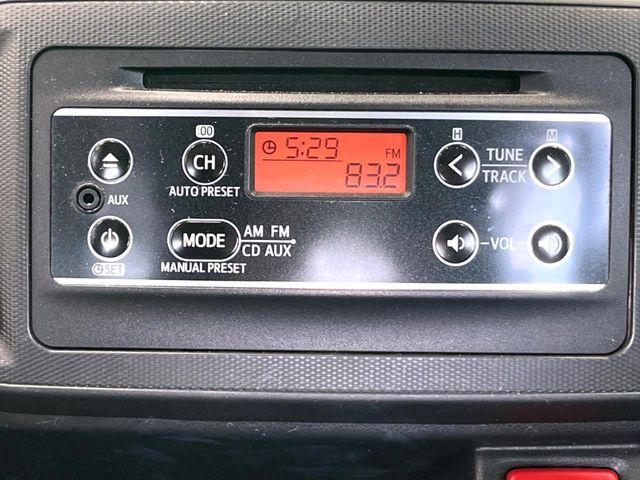 :00
H
M
5:29
FM
83.2
CH
TUNE
TRACK
AUTO PRESET
AUX
MODE
AM FM
CD AUX
VOL
SET
MANUAL PRESET